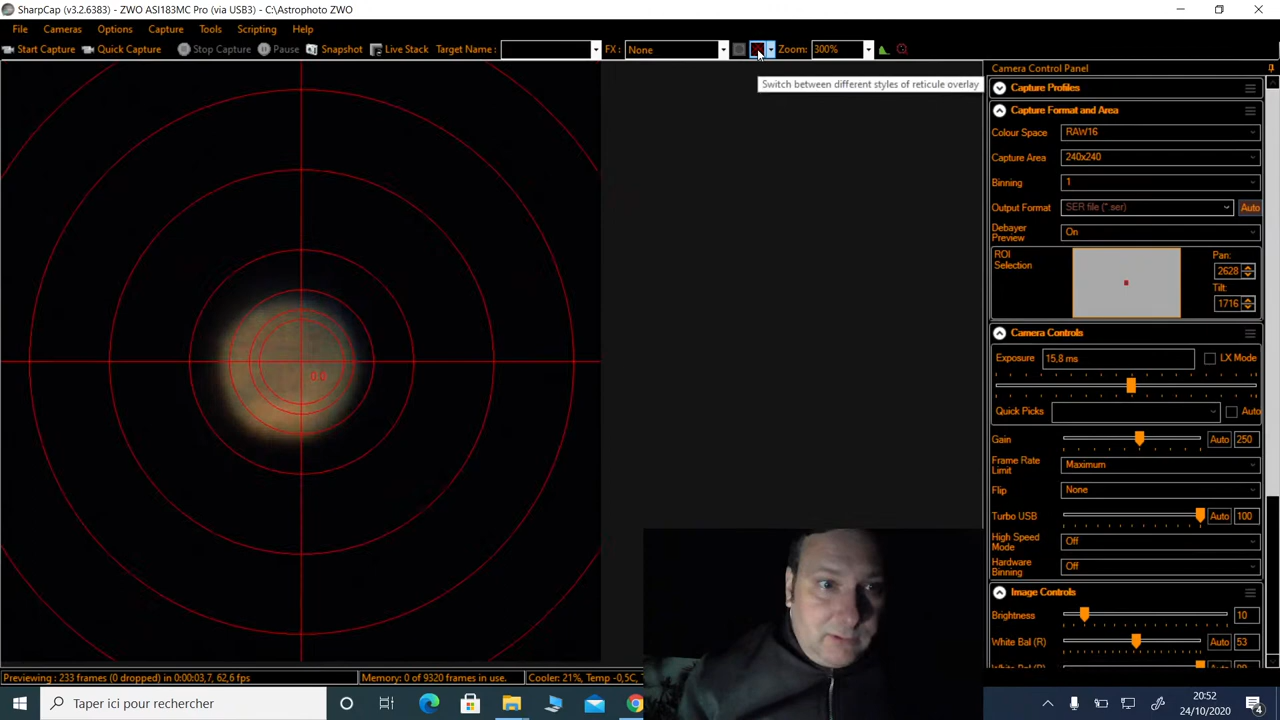 SharpCap (v3.2.6383) - ZWO ASI183MC Pro (via USB3) - C:\Astrophoto ZWO
File Cameras Options Capture Tools Scripting Help
Start Capture Quick Capture Stop Capture Pause Snapshot Live Stack Target Name : FX: None Zoom: 300%
Switch between different styles of reticule overlay
0.0
Camera Control Panel
Capture Profiles
Capture Format and Area
Colour Space RAW16
Capture Area 240x240
Binning 1
Output Format SER file (*.ser) Auto
Debayer
Preview On
ROI
Selection
Pan:
2628
Tilt:
1716
Camera Controls
Exposure 15,8 ms LX Mode
Quick Picks Auto
Gain Auto 250
Frame Rate
Limit Maximum
Flip None
Turbo USB Auto 100
High Speed
Mode Off
Hardware
Binning Off
Image Controls
Brightness 10
White Bal (R) Auto 53
Previewing : 233 frames (0 dropped) in 0:00:03,7, 62,6 fps Memory: 0 of 9320 frames in use. Cooler: 21%, Temp -0,5C,
Taper ici pour rechercher
20:52
24/10/2020
4